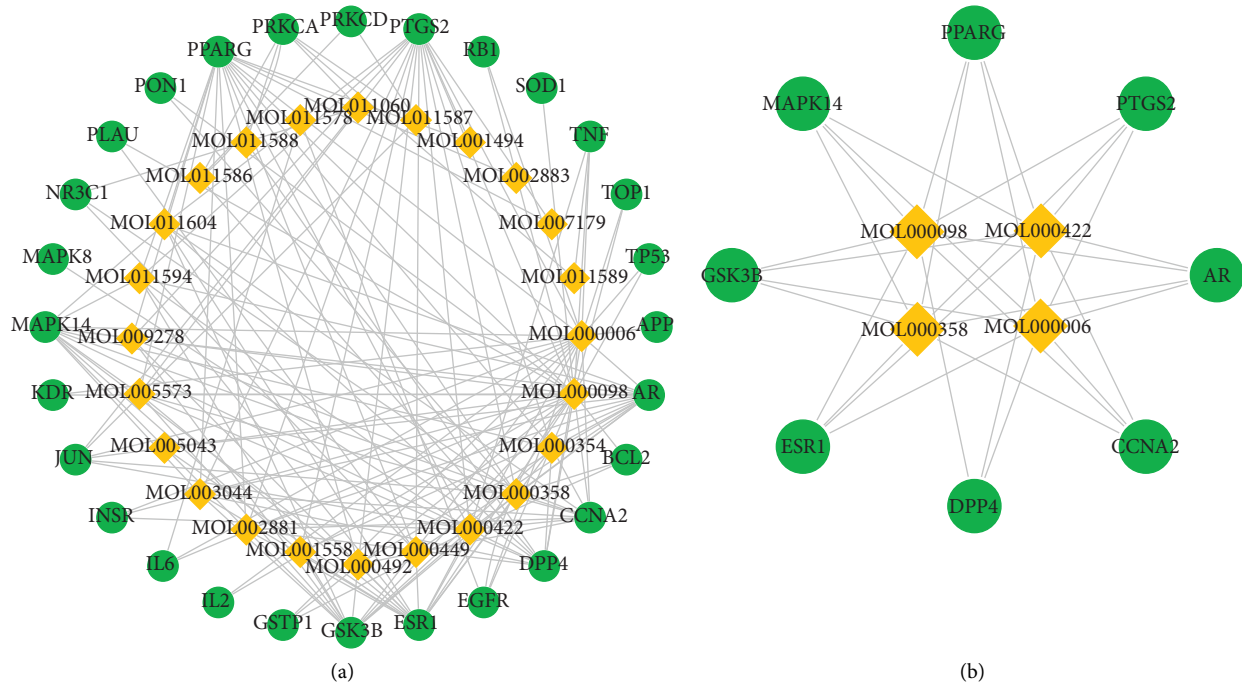 PRKCD
PRKCA
PTGS2
PPARG
RB1
PON1
SOD1
PLAU
TNF
NR3C1
TOP1
MAPK8
TP53
MAPK14
APP
KDR
AR
JUN
BCL2
INSR
CCNA2
IL6
DPP4
IL2
EGFR
GSTP1
GSK3B
ESR1
MOL011060
MOL011578
MOL011587
MOL011588
MOL001494
MOL011586
MOL002883
MOL011604
MOL007179
MOL011594
MOL011589
MOL009278
MOL000006
MOL005573
MOL000098
MOL005043
MOL000354
MOL003044
MOL000358
MOL002881
MOL000422
MOL001558
MOL000449
MOL000492
(a)
PPARG
MAPK14
PTGS2
MOL000098
MOL000422
GSK3B
AR
MOL000358
MOL000006
ESR1
CCNA2
DPP4
(b)